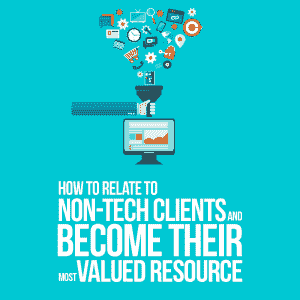 HOW TO RELATE TO
NON-TECH CLIENTS AND
BECOME THEIR
MOST VALUED RESOURCE